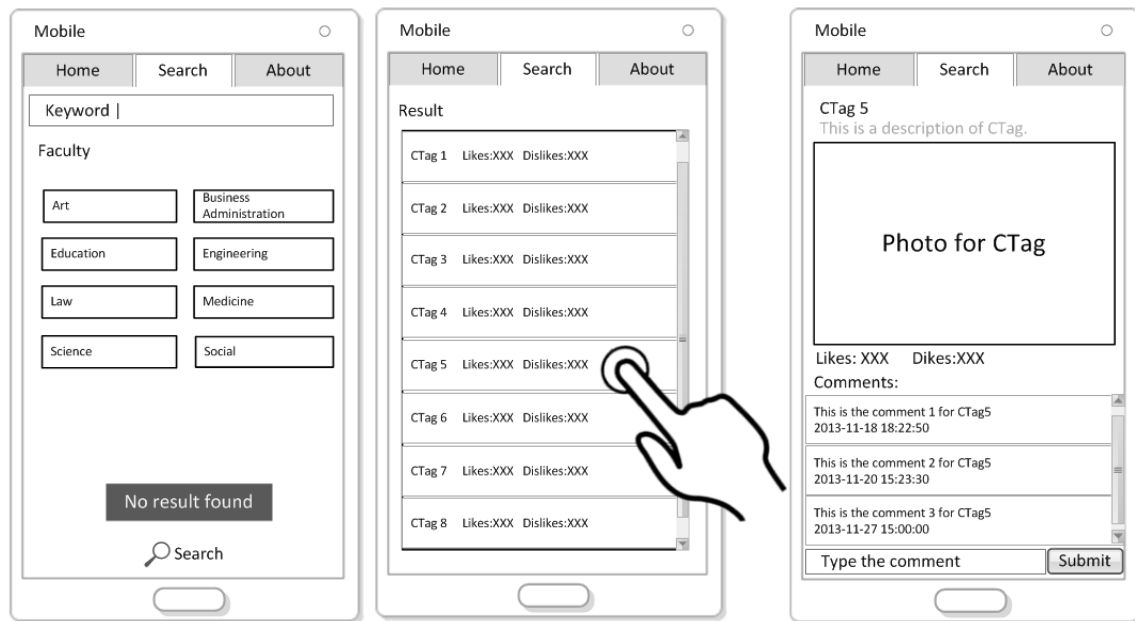 Mobile
Home Search About
Keyword |
Faculty
Art
Business
Administration
Education
Engineering
Law
Medicine
Science
Social
No result found
Search
Mobile
Home Search About
Result
CTag 1 Likes:XXX Dislikes:XXX
CTag 2 Likes:XXX Dislikes:XXX
CTag 3 Likes:XXX Dislikes:XXX
CTag 4 Likes:XXX Dislikes:XXX
CTag 5 Likes:XXX Dislikes:XXX
CTag 6 Likes:XXX Dislikes:XXX
CTag 7 Likes:XXX Dislikes:XXX
CTag 8 Likes:XXX Dislikes:XXX
Mobile
Home Search About
CTag 5
This is a description of CTag.
Photo for CTag
Likes: XXX Dikes:XXX
Comments:
This is the comment 1 for CTag5
2013-11-18 18:22:50
This is the comment 2 for CTag5
2013-11-20 15:23:30
This is the comment 3 for CTag5
2013-11-27 15:00:00
Type the comment Submit